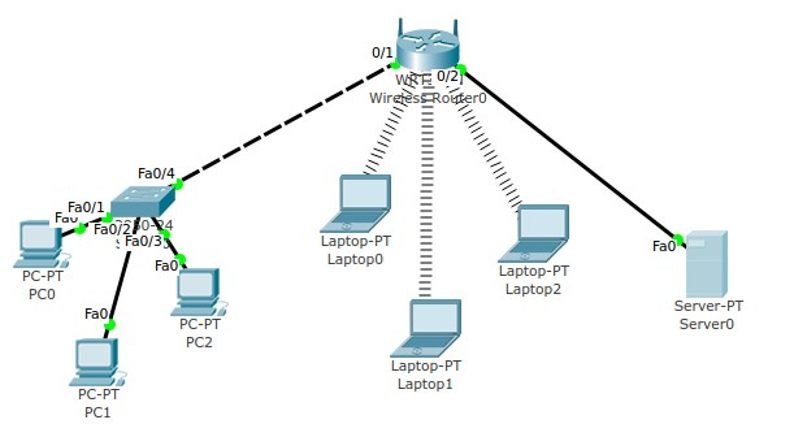 0/1
0/2
Wireless Router0
Fa0/4
Fa0/1
Fa0/2
Fa0/3
Fa0
PC-PT
PC0
Fa0
PC-PT
PC2
Fa0
PC-PT
PC1
Laptop-PT
Laptop0
Laptop-PT
Laptop2
Laptop-PT
Laptop1
Fa0
Server-PT
Server0